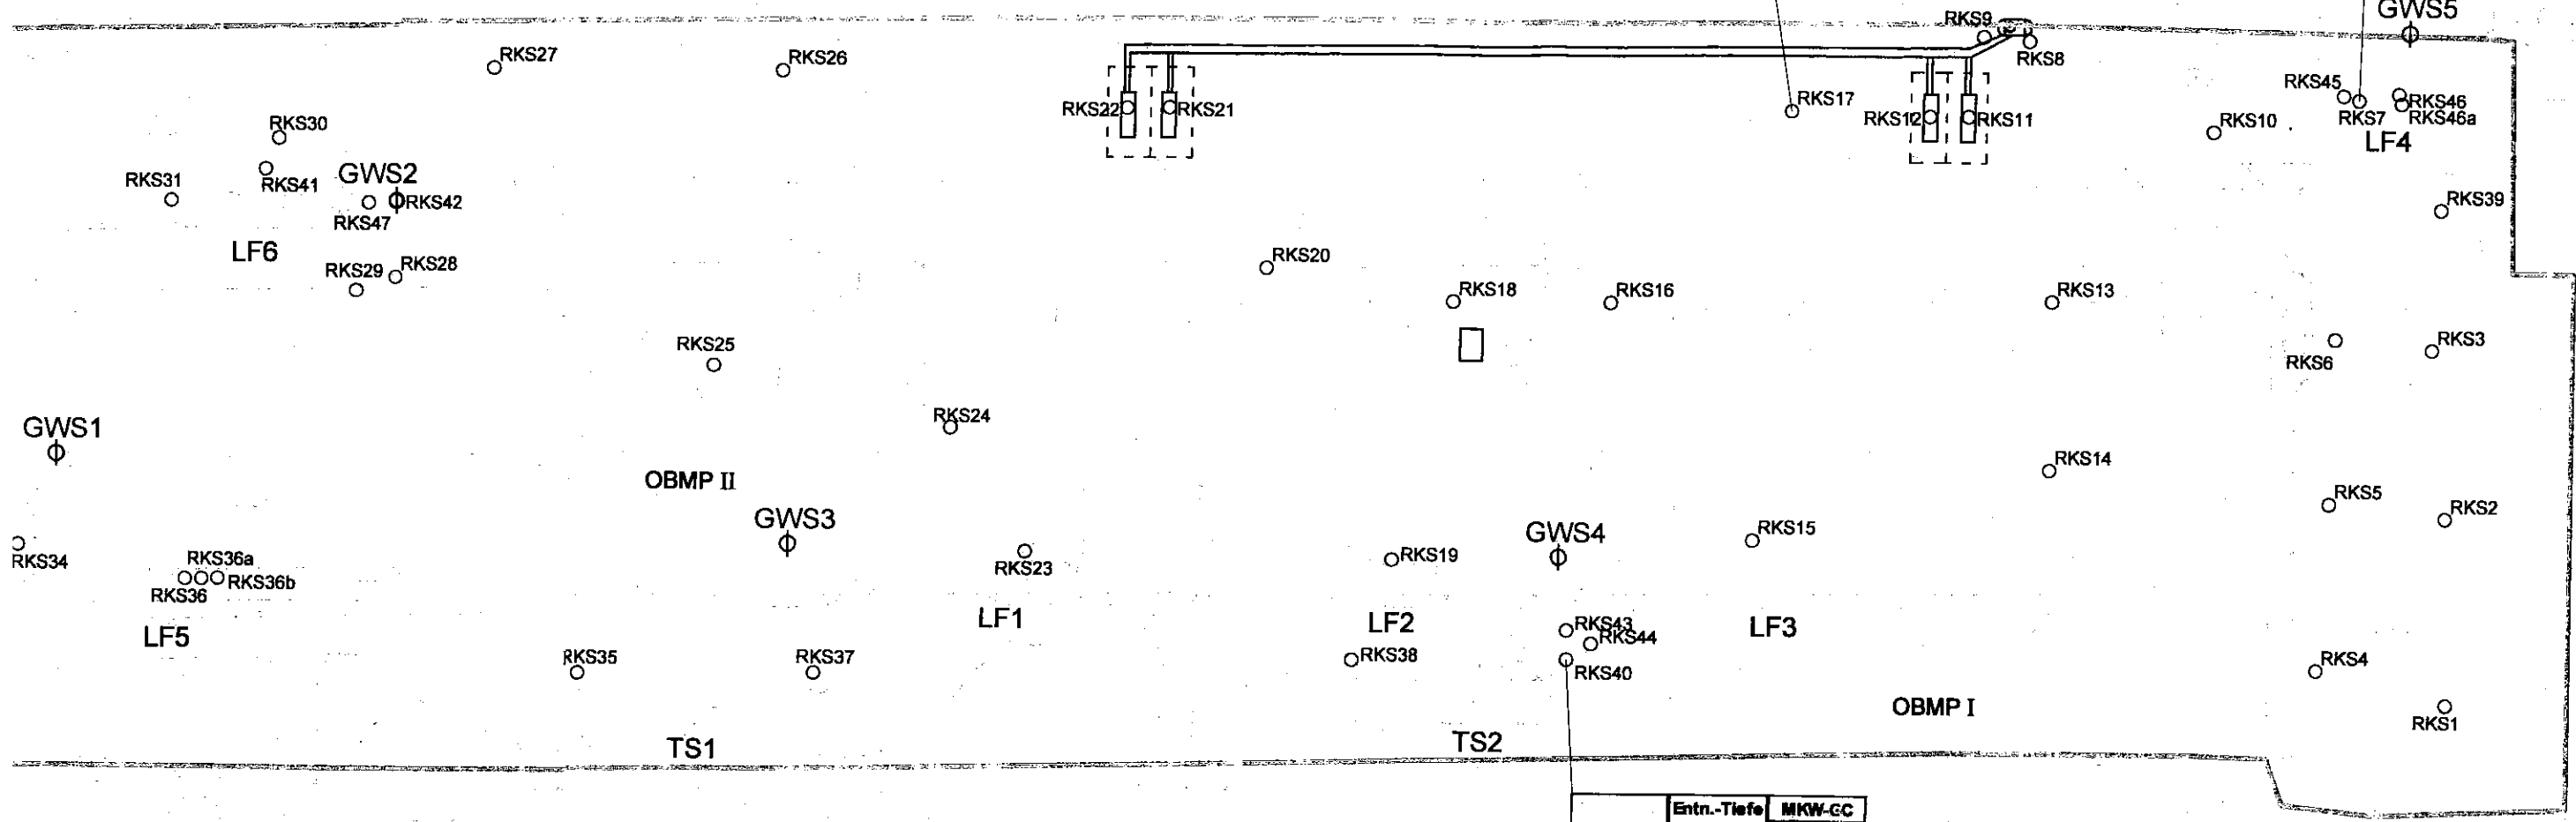 GWS5
RKS9
RKS8
RKS27
RKS26
RKS22
RKS21
RKS17
RKS12
RKS11
RKS10
RKS45
RKS7
RKS46
RKS46a
LF4
RKS30
RKS41
RKS31
GWS2
RKS42
RKS47
RKS39
LF6
RKS29
RKS28
RKS20
RKS18
RKS16
RKS13
RKS25
RKS6
RKS3
RKS24
GWS1
OBMP II
RKS14
RKS5
RKS2
GWS3
GWS4
RKS15
RKS19
RKS34
RKS36a
RKS36b
RKS36
RKS23
LF5
LF1
LF2
RKS43
RKS44
LF3
RKS35
RKS37
RKS38
RKS40
RKS4
OBMP I
RKS1
TS1
TS2
Entn.-Tiefe MKW-GC